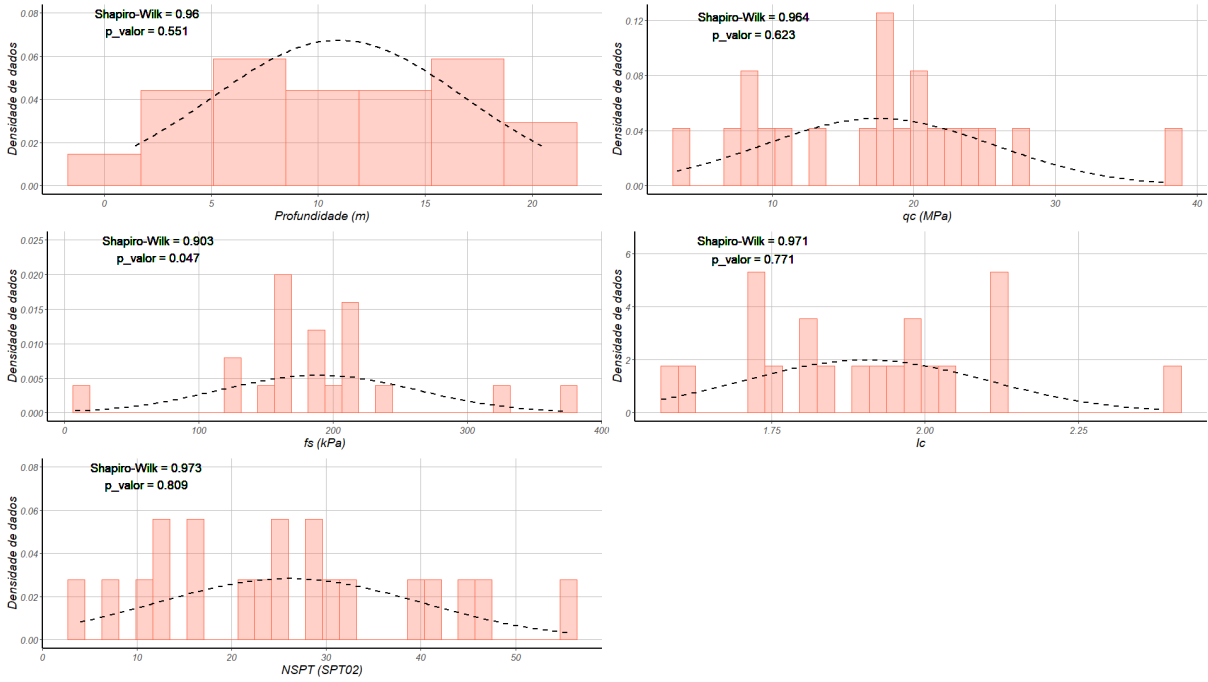 Shapiro-Wilk = 0.96
p_valor = 0.551
Densidade de dados
0.08
0.06
0.04
0.02
0.00
0
5
10
15
20
Profundidade (m)
Shapiro-Wilk = 0.964
p_valor = 0.623
Densidade de dados
0.12
0.08
0.04
0.00
10
20
30
40
qc (MPa)
Shapiro-Wilk = 0.903
p_valor = 0.047
Densidade de dados
0.025
0.020
0.015
0.010
0.005
0.000
0
100
200
300
400
fs (kPa)
Shapiro-Wilk = 0.971
p_valor = 0.771
Densidade de dados
6
4
2
0
1.75
2.00
2.25
Ic
Shapiro-Wilk = 0.973
p_valor = 0.809
Densidade de dados
0.08
0.06
0.04
0.02
0.00
0
10
20
30
40
50
NSPT (SPT02)